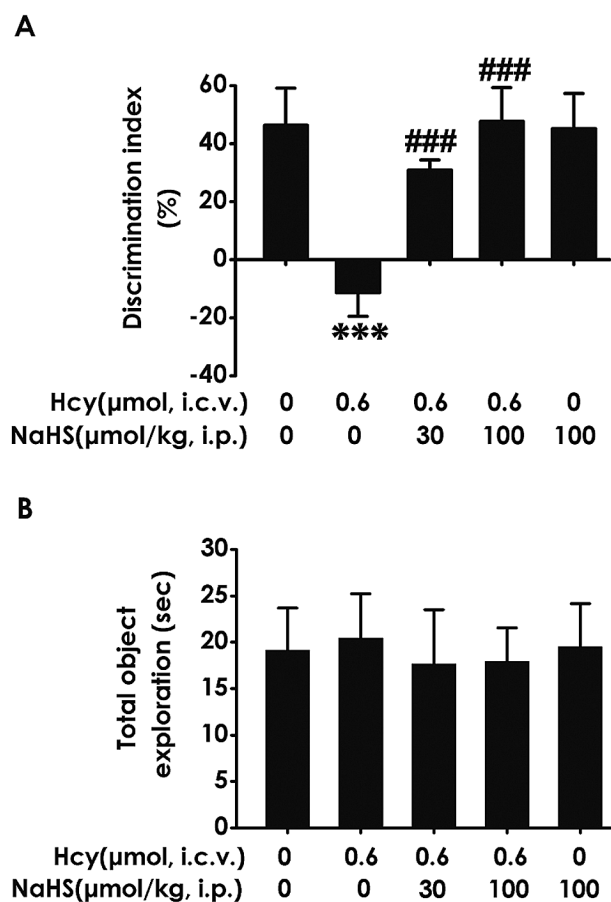 A
Discrimination index
(%)
60
40
20
0
-20
-40
###
###
***
Hcy(µmol, i.c.v.) 0 0.6 0.6 0.6 0
NaHS(µmol/kg, i.p.) 0 0 30 100 100
B
Total object
exploration (sec)
30
25
20
15
10
5
0
Hcy(µmol, i.c.v.) 0 0.6 0.6 0.6 0
NaHS(µmol/kg, i.p.) 0 0 30 100 100